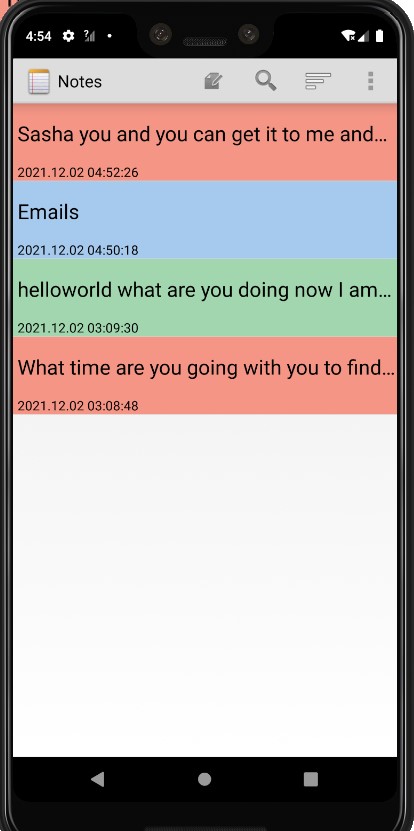 4:54
Notes
Sasha you and you can get it to me and...
2021.12.02 04:52:26
Emails
2021.12.02 04:50:18
helloworld what are you doing now I am...
2021.12.02 03:09:30
What time are you going with you to find...
2021.12.02 03:08:48